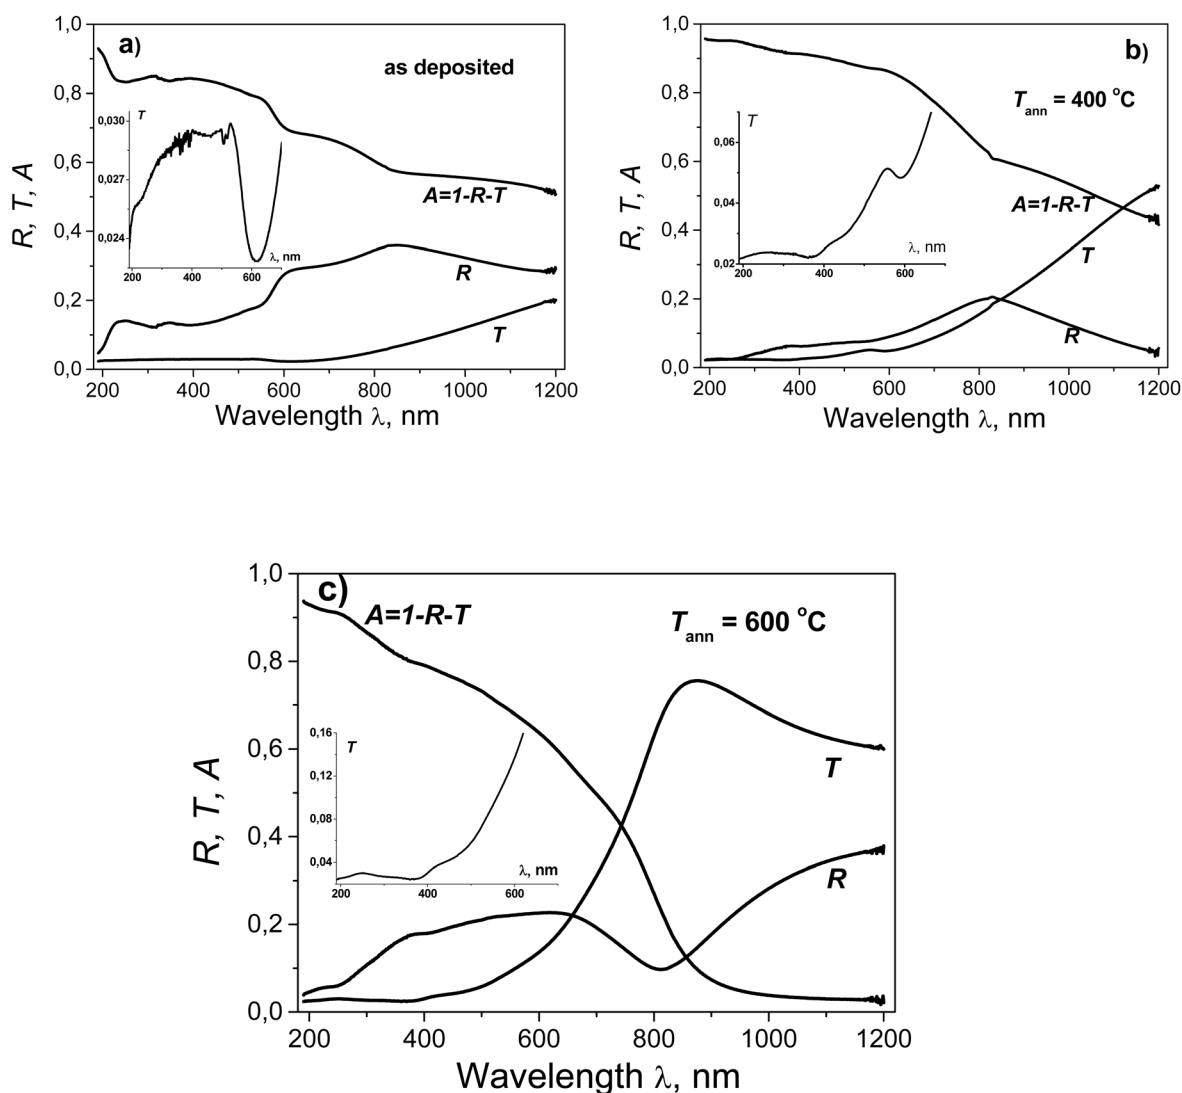 a)
as deposited
1,0
0,8
0,6
0,4
0,2
0,0
R, T, A
T
0,030
0,027
0,024
200 400 600
λ, nm
A=1-R-T
R
T
200 400 600 800 1000 1200
Wavelength λ, nm
b)
T ann = 400 °C
1,0
0,8
0,6
0,4
0,2
0,0
R, T, A
T
0,06
0,04
0,02
200 400 600
λ, nm
A=1-R-T
T
R
200 400 600 800 1000 1200
Wavelength λ, nm
c)
A=1-R-T
T ann = 600 °C
1,0
0,8
0,6
0,4
0,2
0,0
R, T, A
0,16
0,12
0,08
0,04
T
λ, nm
200 400 600
T
R
200 400 600 800 1000 1200
Wavelength λ, nm